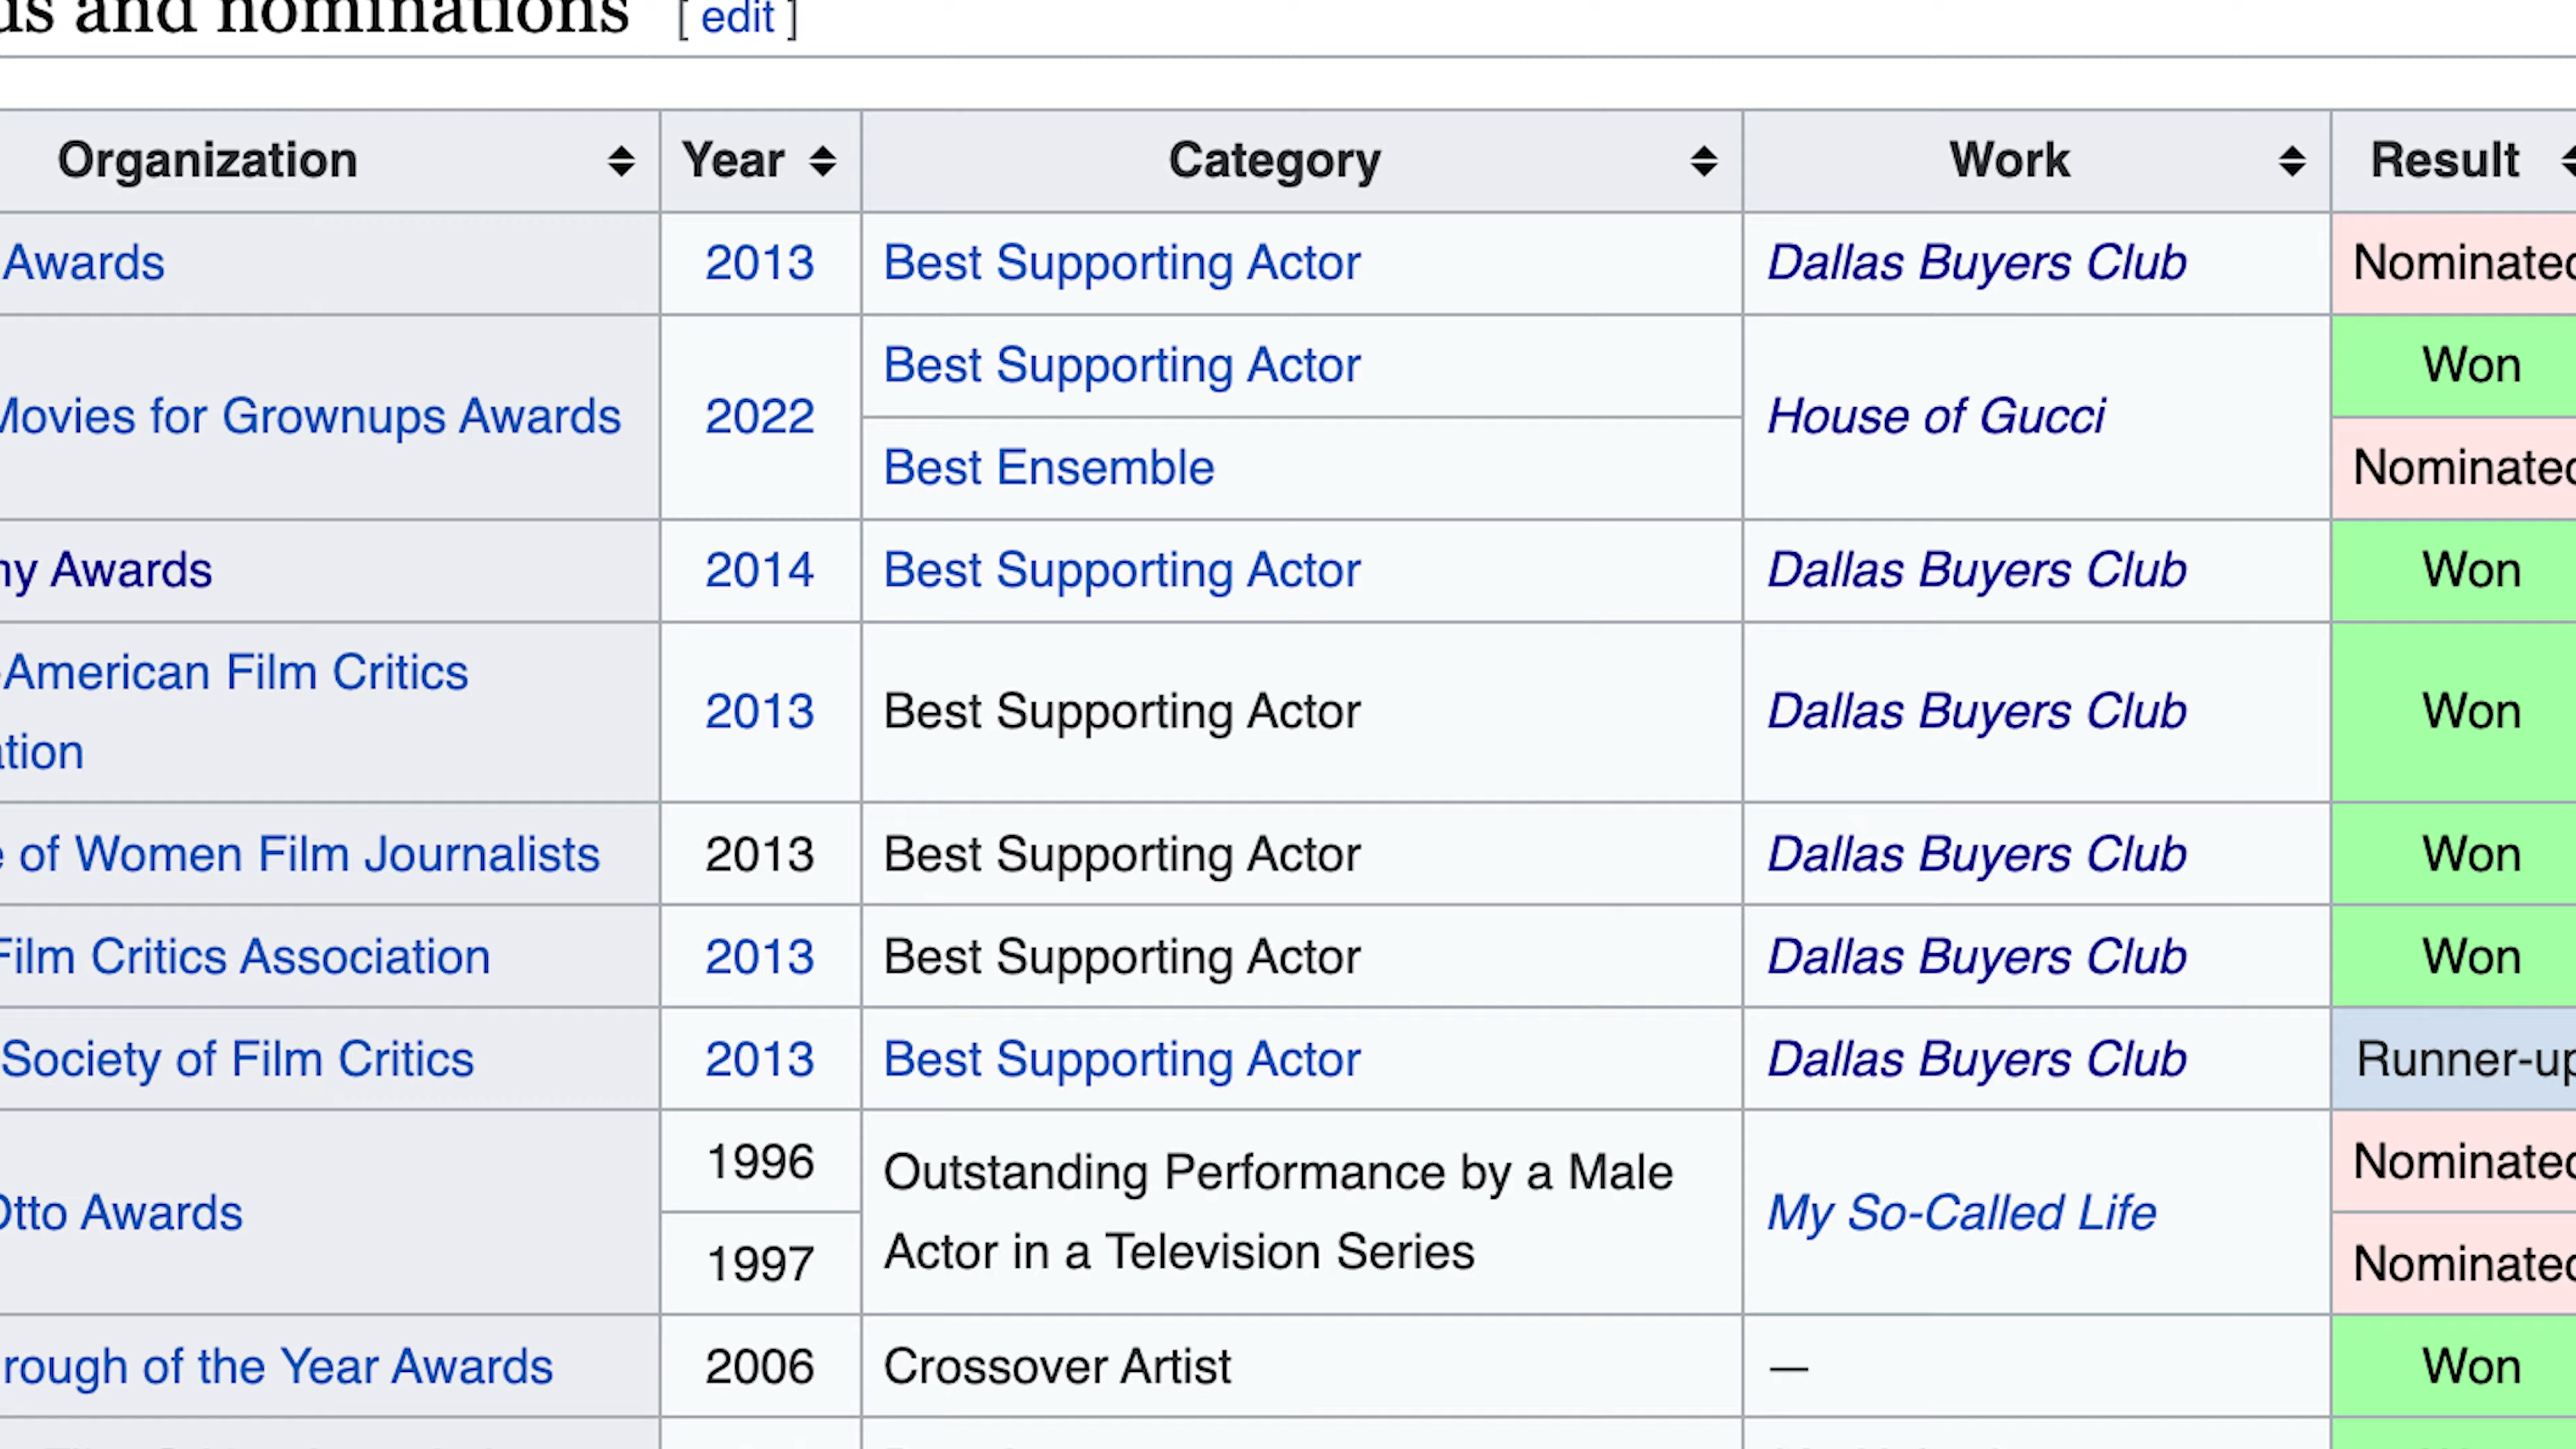 and nominations [ edit ]
Organization Year Category Work Result
Awards 2013 Best Supporting Actor Dallas Buyers Club Nominated
Movies for Grownups Awards 2022 Best Supporting Actor House of Gucci Won
Best Ensemble Nominated
Awards 2014 Best Supporting Actor Dallas Buyers Club Won
-American Film Critics
2013 Best Supporting Actor Dallas Buyers Club Won
of Women Film Journalists 2013 Best Supporting Actor Dallas Buyers Club Won
Film Critics Association 2013 Best Supporting Actor Dallas Buyers Club Won
Society of Film Critics 2013 Best Supporting Actor Dallas Buyers Club Runner-up
Otto Awards 1996 Outstanding Performance by a Male My So-Called Life Nominated
1997 Actor in a Television Series Nominated
of the Year Awards 2006 Crossover Artist — Won